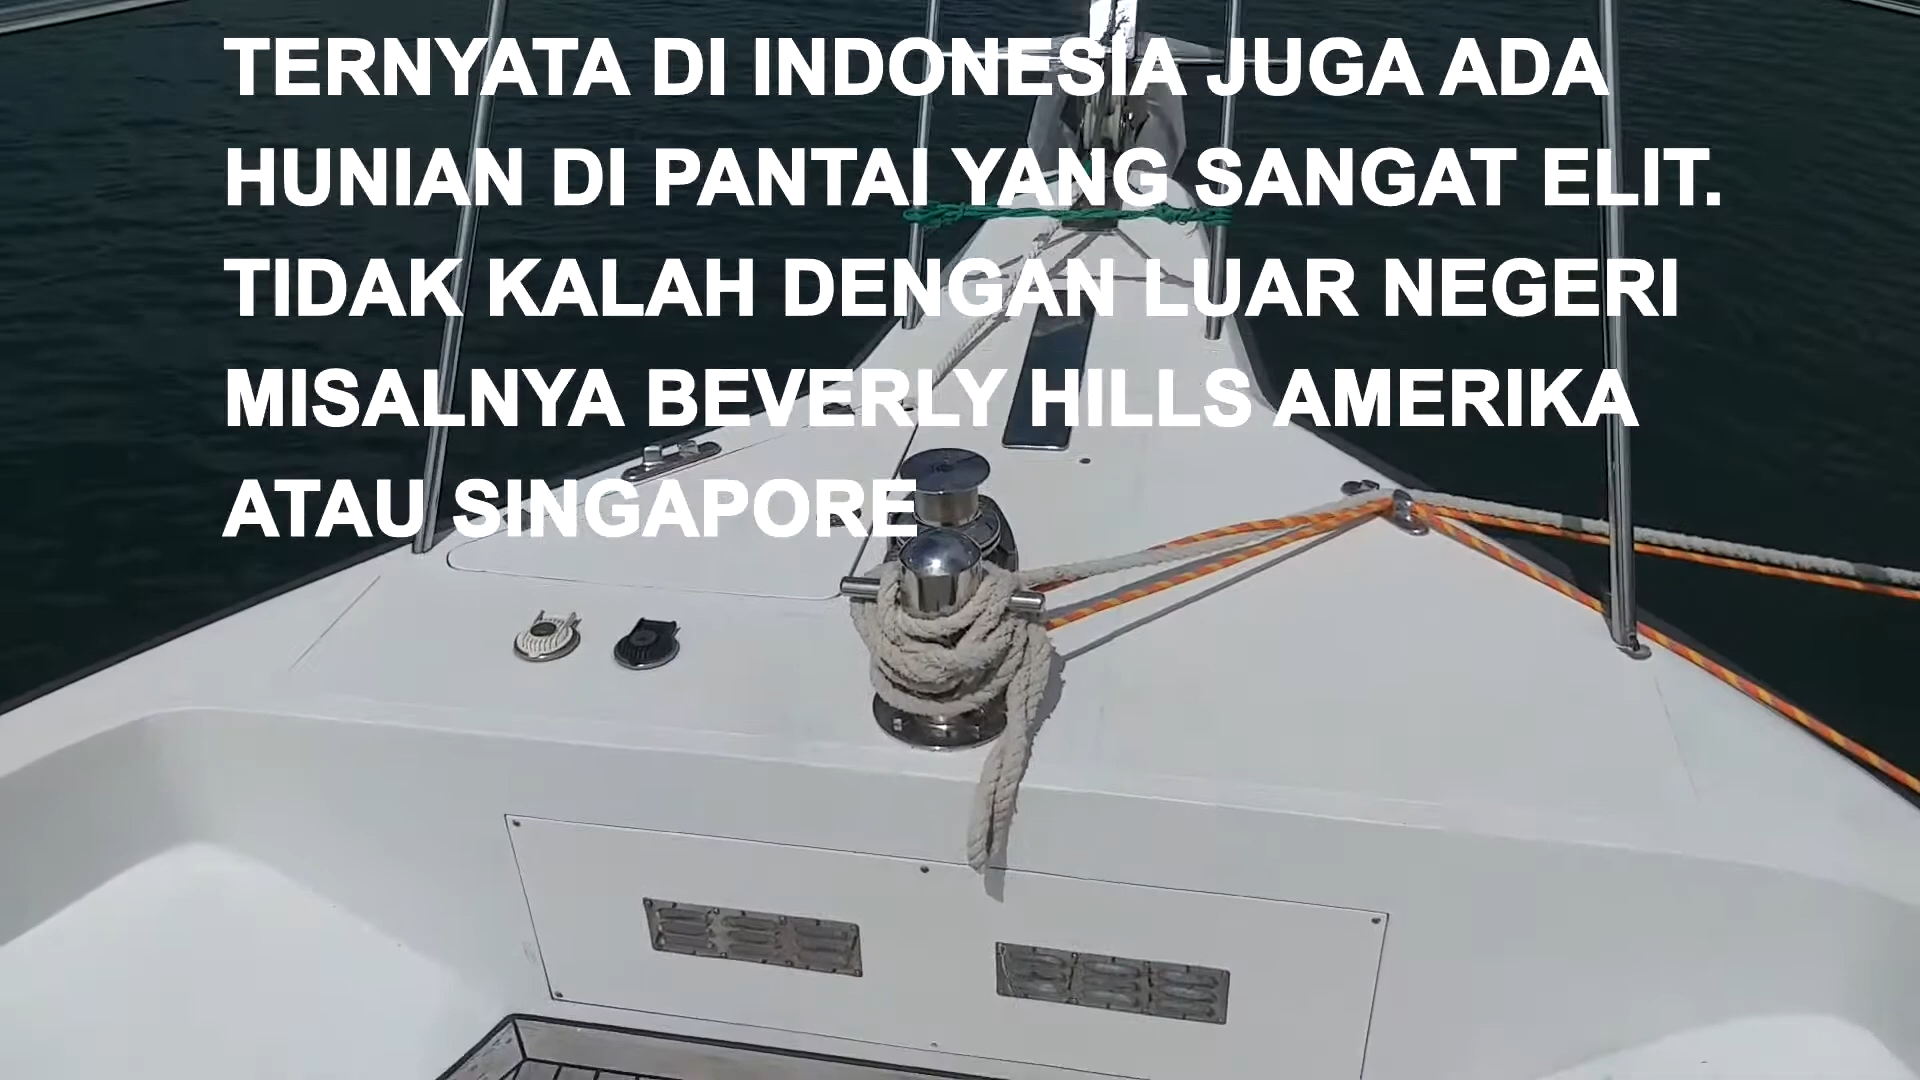 TERNYATA DI INDONESIA JUGA ADA
HUNIAN DI PANTAI YANG SANGAT ELIT.
TIDAK KALAH DENGAN LUAR NEGERI
MISALNYA BEVERLY HILLS AMERIKA
ATAU SINGAPORE